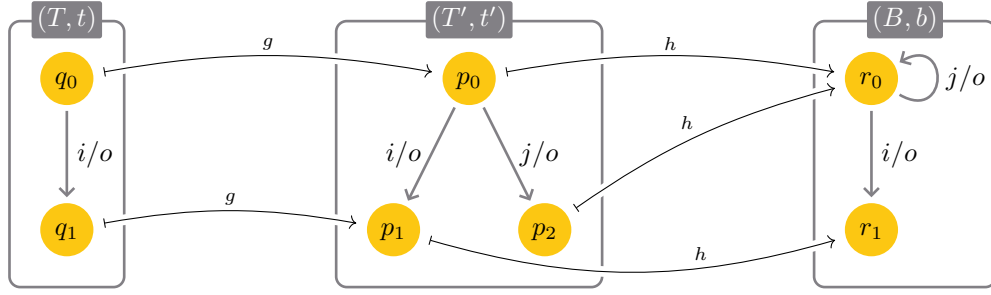 (T, t) (T′, t′) (B, b)
g h
q₀ p₀ r₀ j/o
h
i/o i/o j/o i/o
g
q₁ p₁ p₂ r₁
h